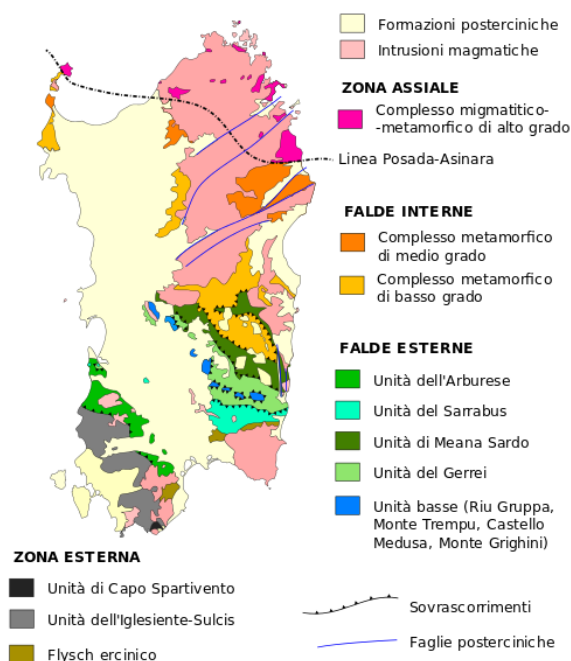 Formazioni posterciniche
Intrusioni magmatiche
ZONA ASSIALE
Complesso migmatitico-
-metamorfico di alto grado
Linea Posada-Asinara
FALDE INTERNE
Complesso metamorfico
di medio grado
Complesso metamorfico
di basso grado
FALDE ESTERNE
Unità dell'Arburese
Unità del Sarrabus
Unità di Meana Sardo
Unità del Gerrei
Unità basse (Riu Gruppa,
Monte Trempu, Castello
Medusa, Monte Grighini)
ZONA ESTERNA
Unità di Capo Spartivento
Unità dell'Iglesiente-Sulcis
Flysch ercinico
Sovrascorrimenti
Faglie posterciniche